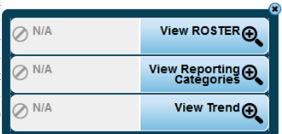 N/A View ROSTER
N/A View Reporting
Categories
N/A View Trend